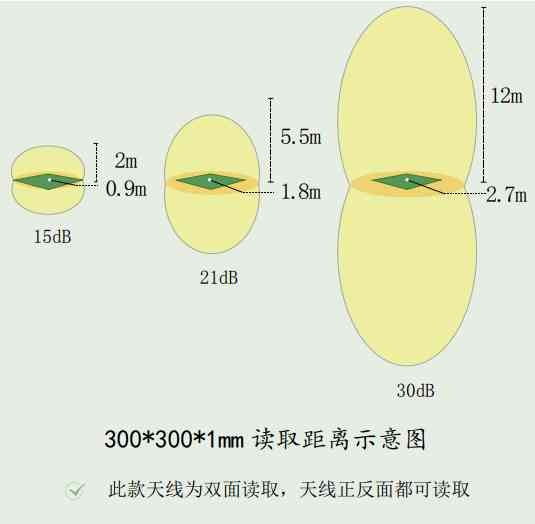 2m
0.9m
15dB
5.5m
1.8m
21dB
12m
2.7m
30dB
300*300*1mm 读取距离示意图
此款天线为双面读取，天线正反面都可读取